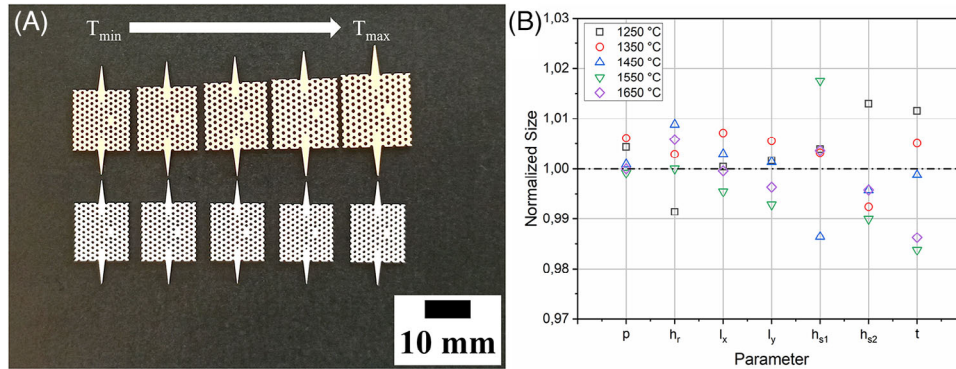 (A)
T_min T_max
10 mm
(B)
1,03
1,02
1,01
1,00
0,99
0,98
0,97
Normalized Size
1250 °C
1350 °C
1450 °C
1550 °C
1650 °C
p h_r l_x l_y h_s1 h_s2 t
Parameter